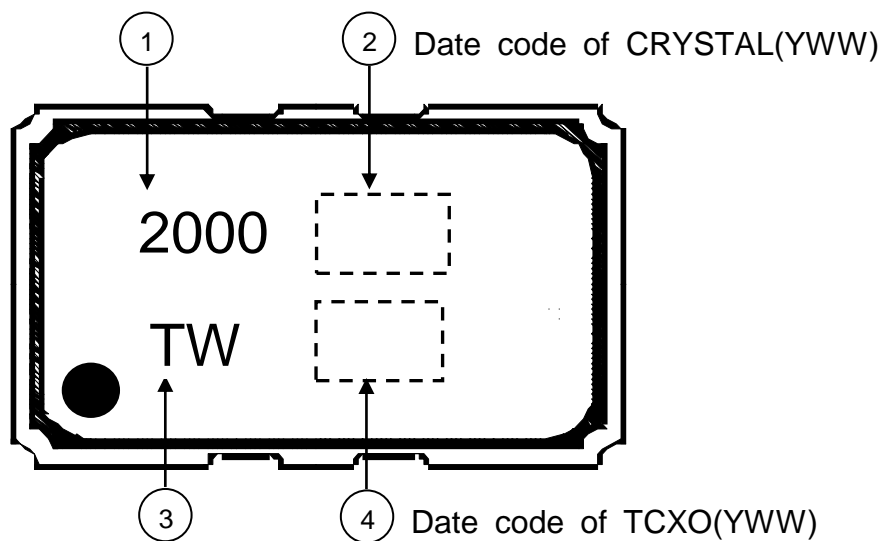 1
2 Date code of CRYSTAL(YWW)
2000
TW
3
4 Date code of TCXO(YWW)